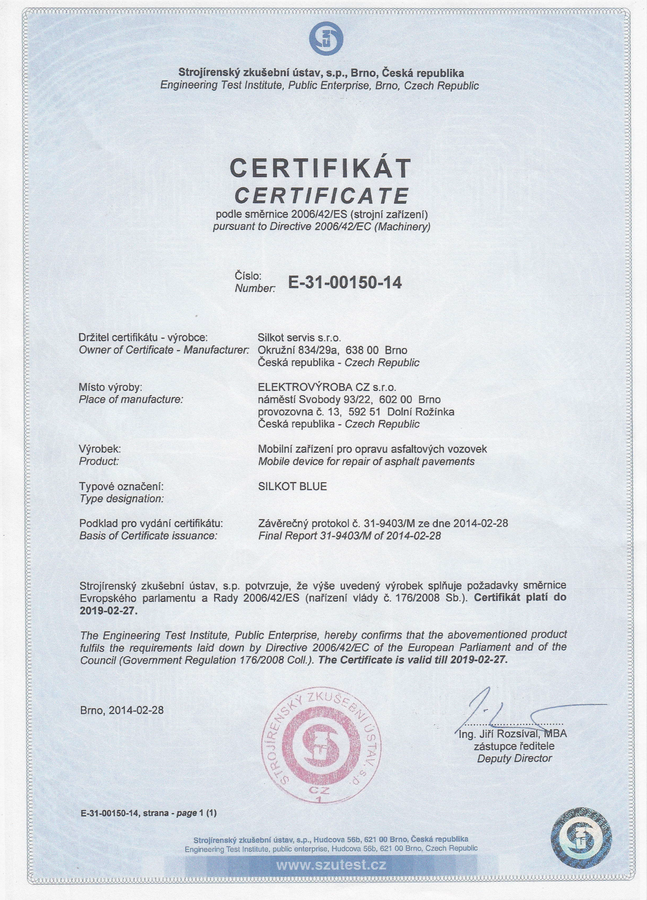 Strojírenský zkušební ústav, s.p., Brno, Česká republika
Engineering Test Institute, Public Enterprise, Brno, Czech Republic
CERTIFIKÁT
CERTIFICATE
podle směrnice 2006/42/ES (strojní zařízení)
pursuant to Directive 2006/42/EC (Machinery)
Číslo:
Number: E-31-00150-14
Držitel certifikátu - výrobce: Silkot servis s.r.o.
Owner of Certificate - Manufacturer: Okružní 834/29a, 638 00 Brno
Česká republika - Czech Republic
Místo výroby: ELEKTROVÝROBA CZ s.r.o.
Place of manufacture: náměstí Svobody 93/22, 602 00 Brno
provozovna č. 13, 592 51 Dolní Rožínka
Česká republika - Czech Republic
Výrobek: Mobilní zařízení pro opravu asfaltových vozovek
Product: Mobile device for repair of asphalt pavements
Typové označení: SILKOT BLUE
Type designation:
Podklad pro vydání certifikátu: Závěrečný protokol č. 31-9403/M ze dne 2014-02-28
Basis of Certificate issuance: Final Report 31-9403/M of 2014-02-28
Strojírenský zkušební ústav, s.p. potvrzuje, že výše uvedený výrobek splňuje požadavky směrnice
Evropského parlamentu a Rady 2006/42/ES (nařízení vlády č. 176/2008 Sb.). Certifikát platí do
2019-02-27.
The Engineering Test Institute, Public Enterprise, hereby confirms that the abovementioned product
fulfils the requirements laid down by Directive 2006/42/EC of the European Parliament and of the
Council (Government Regulation 176/2008 Coll.). The Certificate is valid till 2019-02-27.
Brno, 2014-02-28
STROJÍRENSKÝ ZKUŠEBNÍ ÚSTAV, s.p.
CZ
1
Ing. Jiří Rozsíval, MBA
zástupce ředitele
Deputy Director
E-31-00150-14, strana - page 1 (1)
Strojírenský zkušební ústav, s.p., Hudcova 56b, 621 00 Brno, Česká republika
Engineering Test Institute, public enterprise, Hudcova 56b, 621 00 Brno, Czech Republic
www.szutest.cz